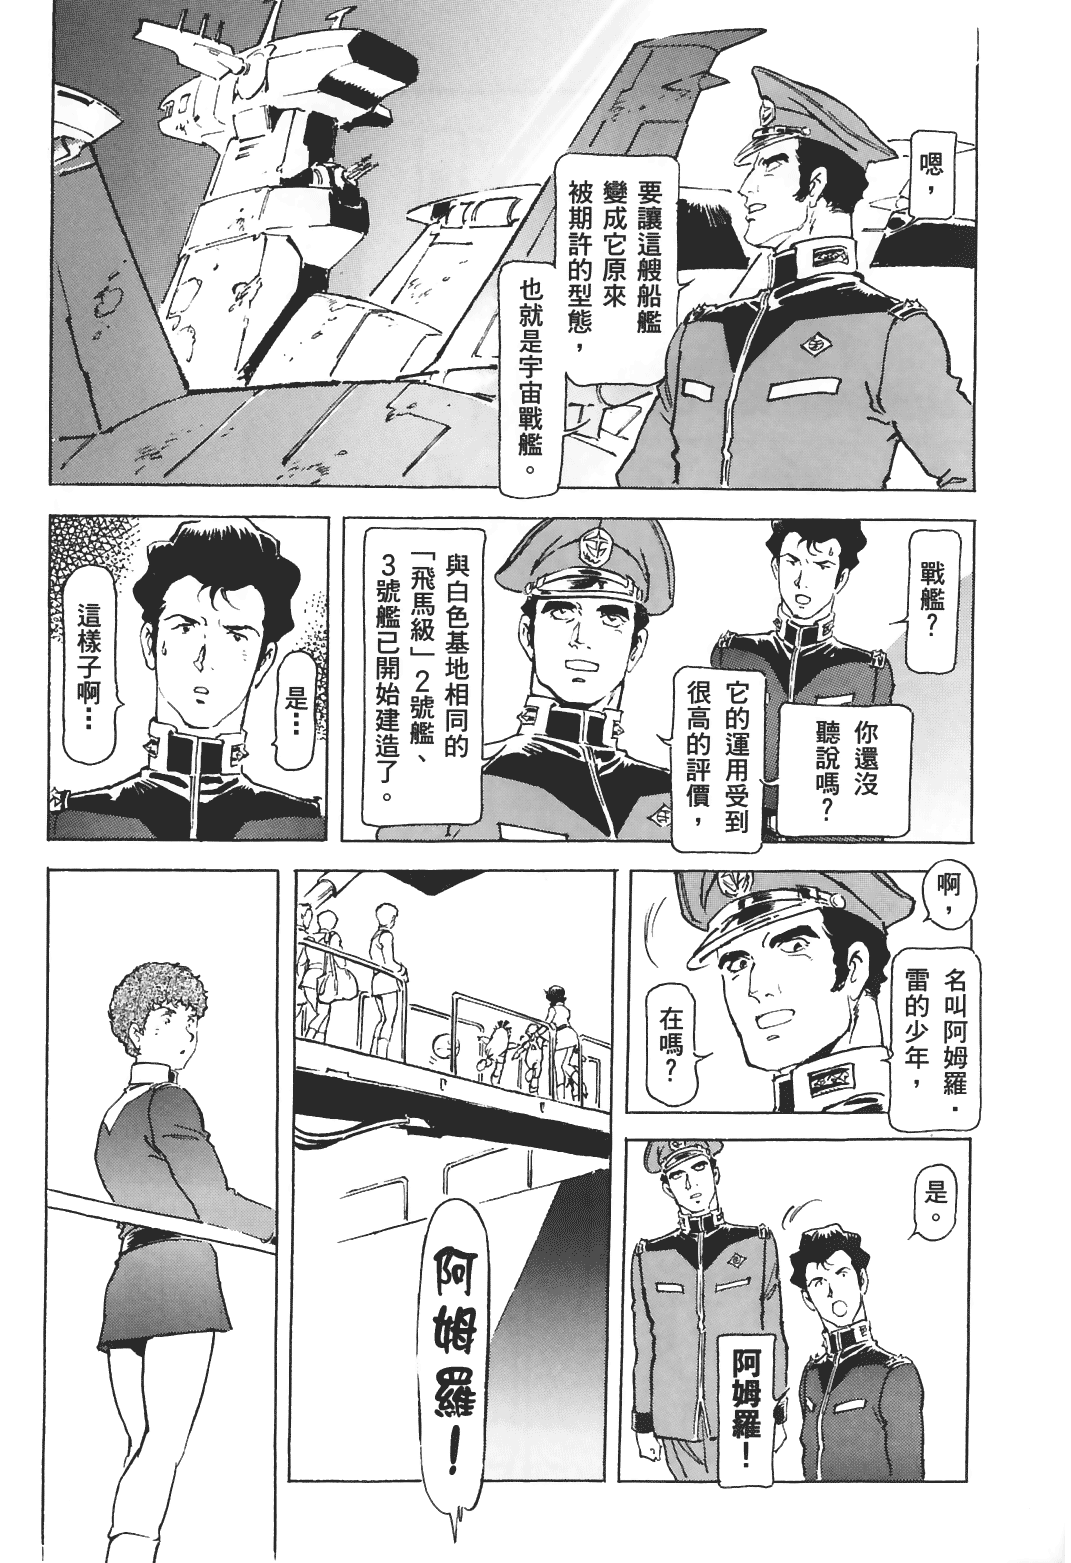 嗯，
要讓這艘船艦
變成它原來
被期許的型態，
也就是宇宙戰艦。
戰艦？
你還沒
聽說嗎？
它的運用受到
很高的評價，
與白色基地相同的
「飛馬級」2號艦、
3號艦已開始建造了。
是…
這樣子啊…
啊，
名叫阿姆羅．
雷的少年，
在嗎？
是。
阿姆羅！
阿姆羅！